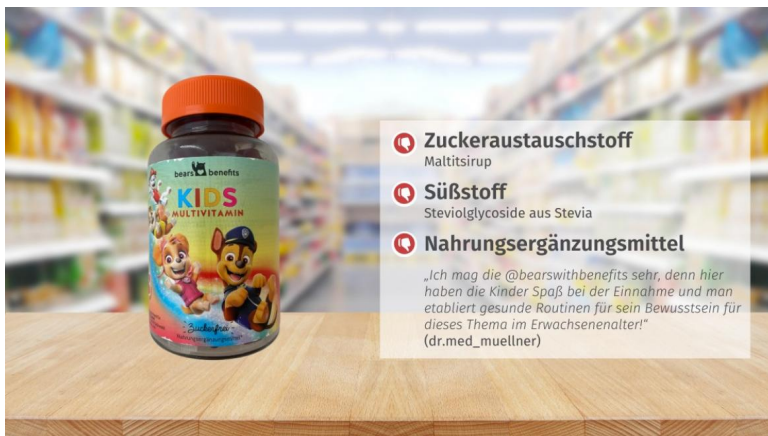 bears benefits
KIDS
MULTIVITAMIN
Zuckerfrei
Nahrungsergänzungsmittel
Zuckeraustauschstoff
Maltitsirup
Süßstoff
Steviolglycoside aus Stevia
Nahrungsergänzungsmittel
„Ich mag die @bearswithbenefits sehr, denn hier
haben die Kinder Spaß bei der Einnahme und man
etabliert gesunde Routinen für sein Bewusstsein für
dieses Thema im Erwachsenenalter!“
(dr.med_muellner)